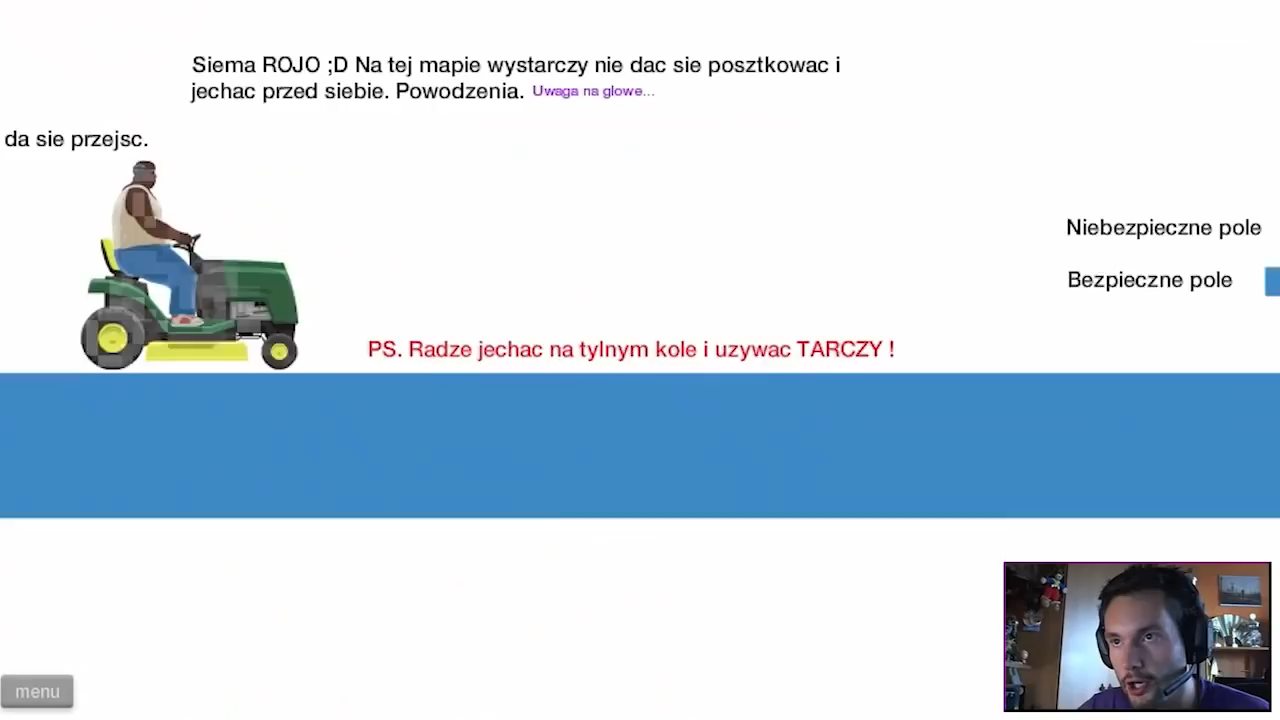 Siema ROJO ;D Na tej mapie wystarczy nie dac sie posztkowac i
jechac przed siebie. Powodzenia. Uwaga na glowe...
da sie przejsc.
Niebezpieczne pole
Bezpieczne pole
PS. Radze jechac na tylnym kole i uzywac TARCZY !
menu